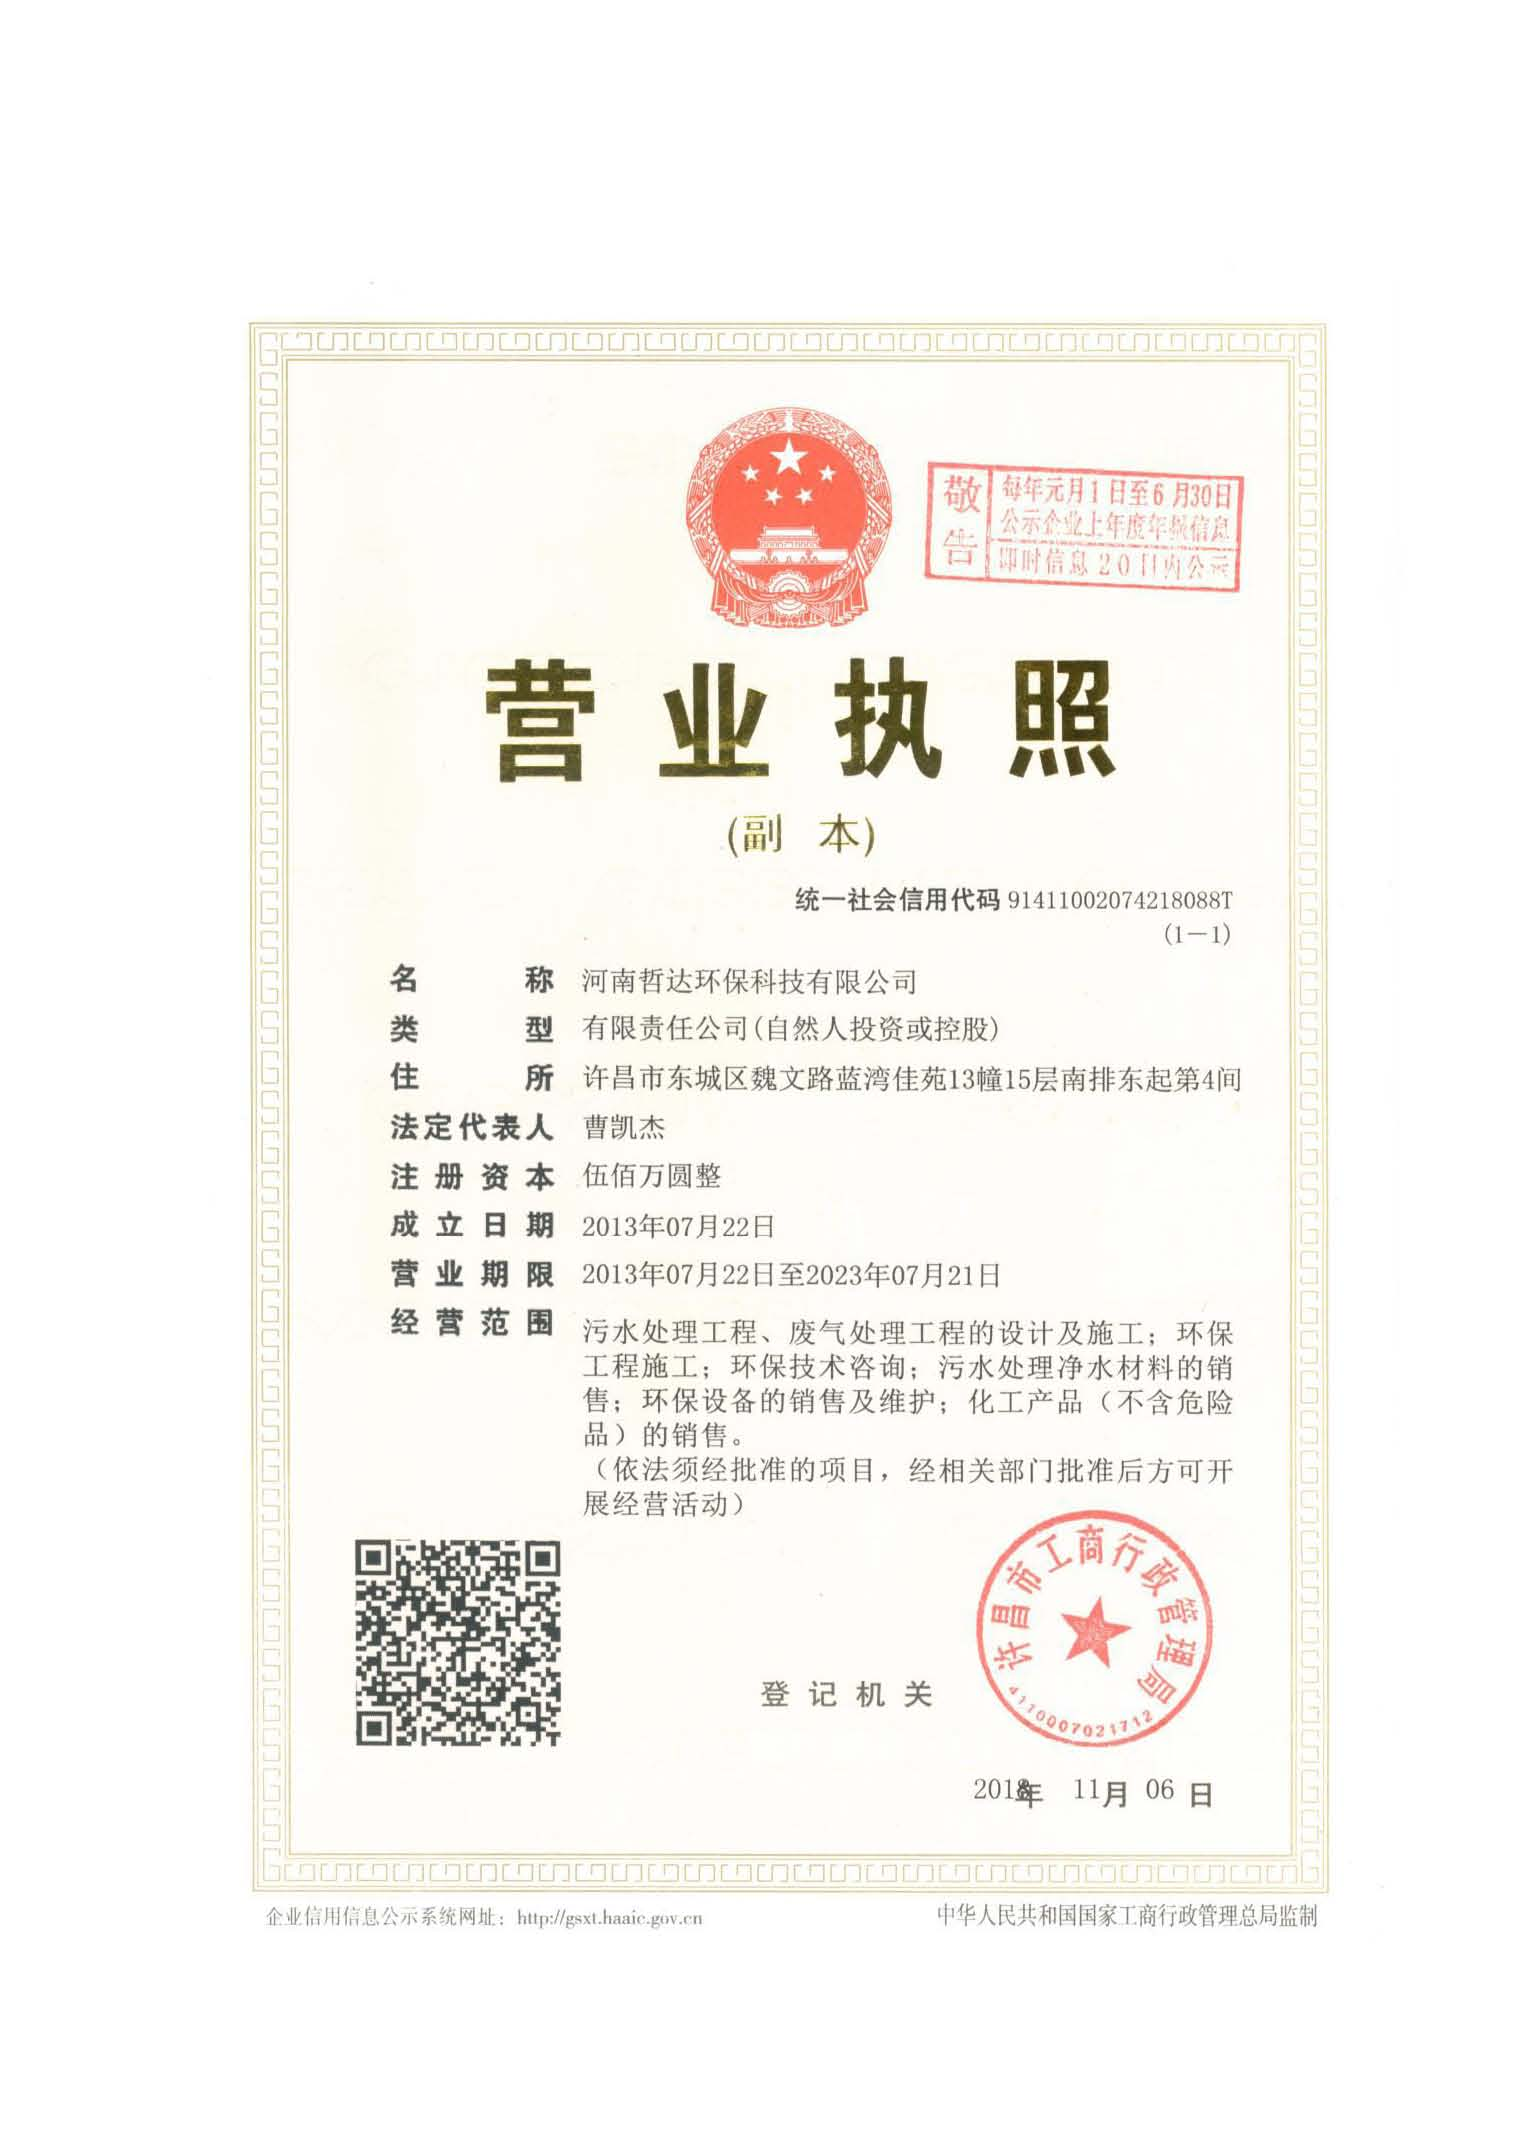 敬告
每年元月1日至6月30日
公示企业上年度年报信息
即时信息20日内公示
营业执照
(副 本)
统一社会信用代码 91411002074218088T
(1-1)
名称 河南哲达环保科技有限公司
类型 有限责任公司(自然人投资或控股)
住所 许昌市东城区魏文路蓝湾佳苑13幢15层南排东起第4间
法定代表人 曹凯杰
注册资本 伍佰万圆整
成立日期 2013年07月22日
营业期限 2013年07月22日至2023年07月21日
经营范围 污水处理工程、废气处理工程的设计及施工；环保
工程施工；环保技术咨询；污水处理净水材料的销
售；环保设备的销售及维护；化工产品（不含危险
品）的销售。
（依法须经批准的项目，经相关部门批准后方可开
展经营活动）
许昌市工商行政管理局
4110007021712
登记机关
2018年 11月 06日
企业信用信息公示系统网址：http://gsxt.haaic.gov.cn
中华人民共和国国家工商行政管理总局监制